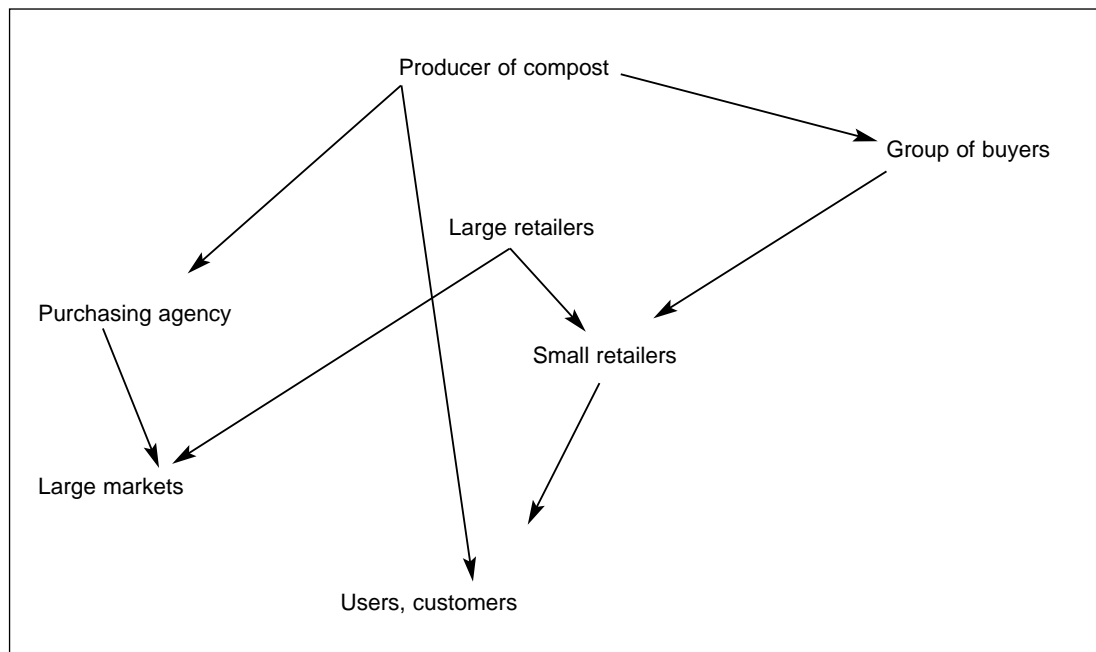 Producer of compost
Group of buyers
Large retailers
Purchasing agency
Small retailers
Large markets
Users, customers